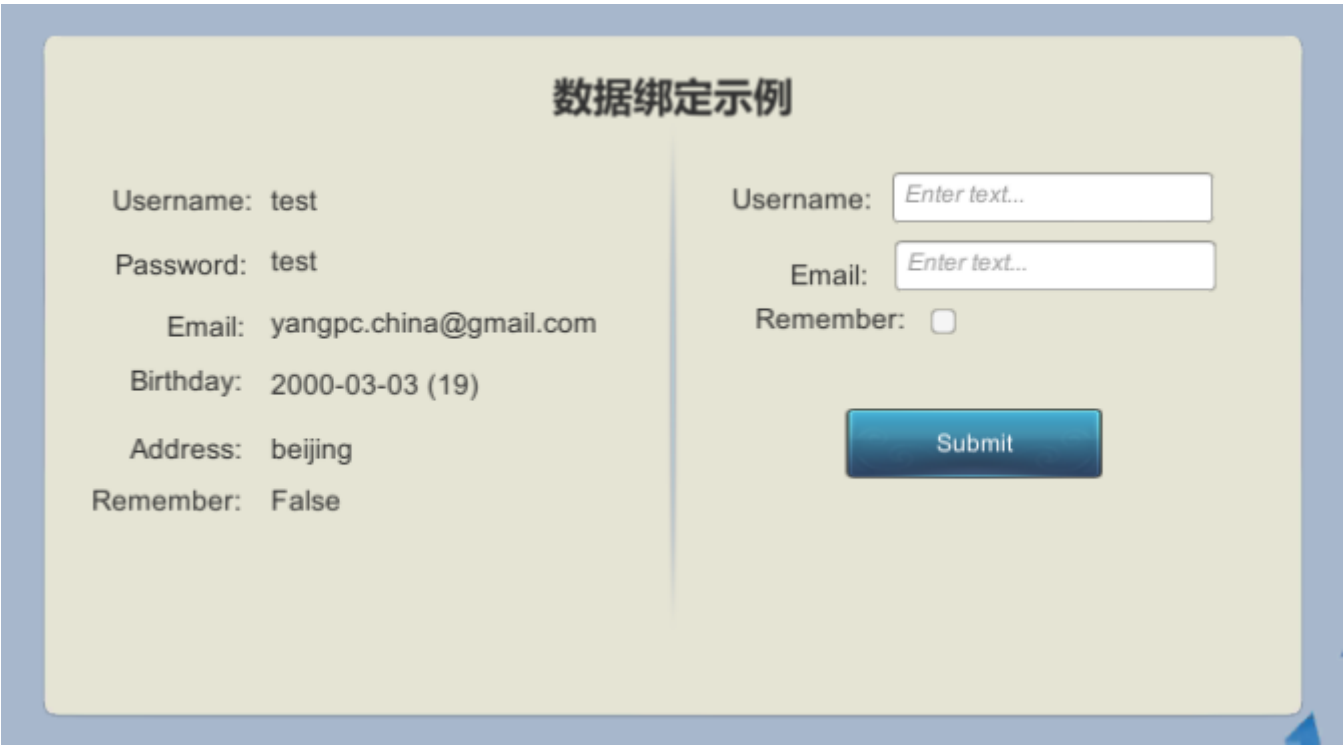 数据绑定示例
Username: test
Password: test
Email: yangpc.china@gmail.com
Birthday: 2000-03-03 (19)
Address: beijing
Remember: False
Username: Enter text...
Email: Enter text...
Remember:
Submit